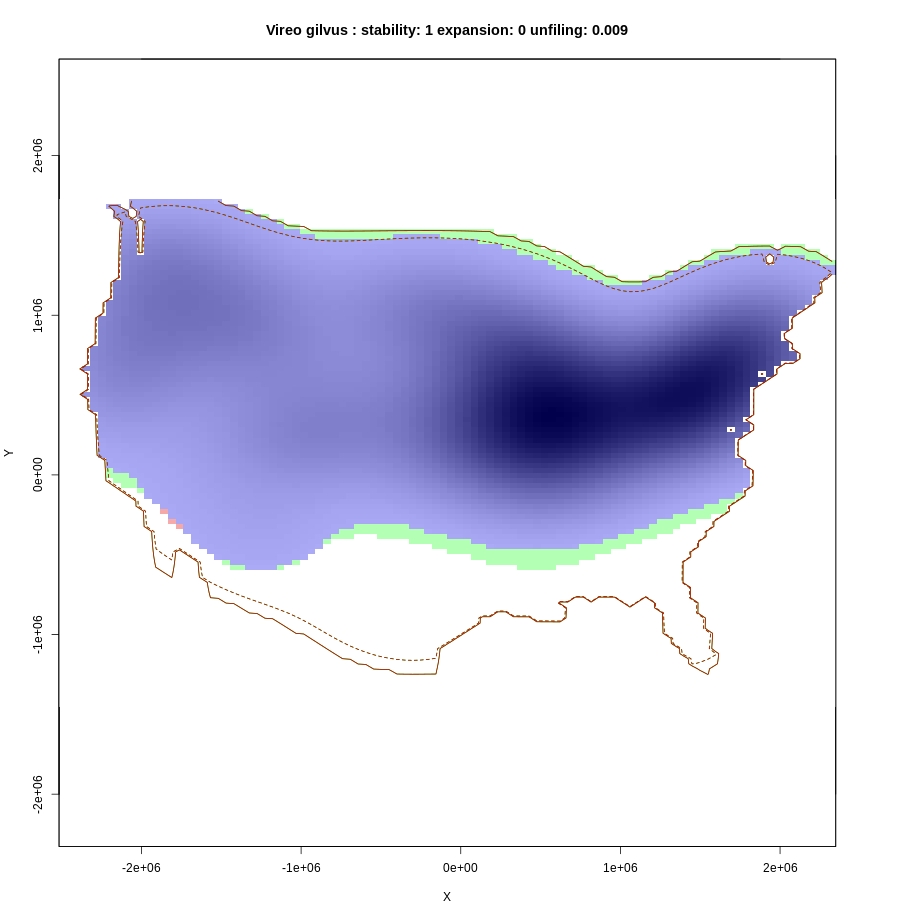 Vireo gilvus : stability: 1 expansion: 0 unfiling: 0.009
2e+06
1e+06
0e+00
-1e+06
-2e+06
Y
-2e+06 -1e+06 0e+00 1e+06 2e+06
X